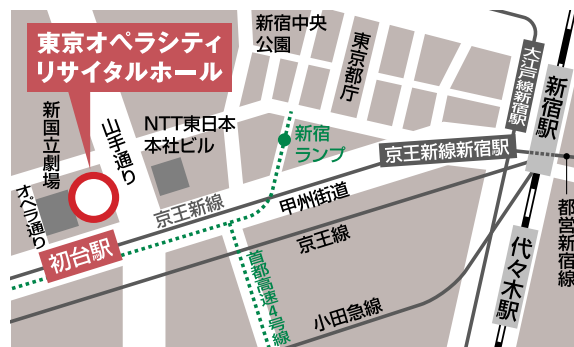 東京オペラシティ
リサイタルホール
新宿中央
公園
東京都庁
大江戸線新宿駅
新宿駅
新国立劇場
山手通り
NTT東日本
本社ビル
新宿
ランプ
京王新線新宿駅
オペラ通り
京王新線
甲州街道
都営新宿線
初台駅
京王線
代々木駅
首都高速4号線
小田急線